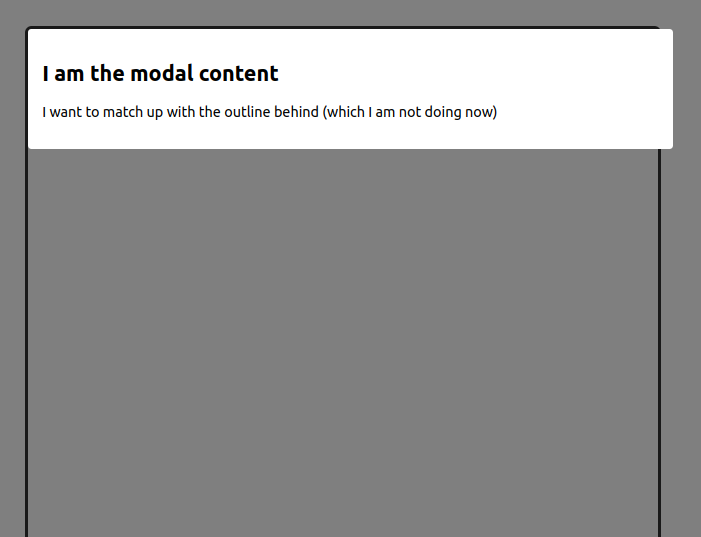 I am the modal content
I want to match up with the outline behind (which I am not doing now)